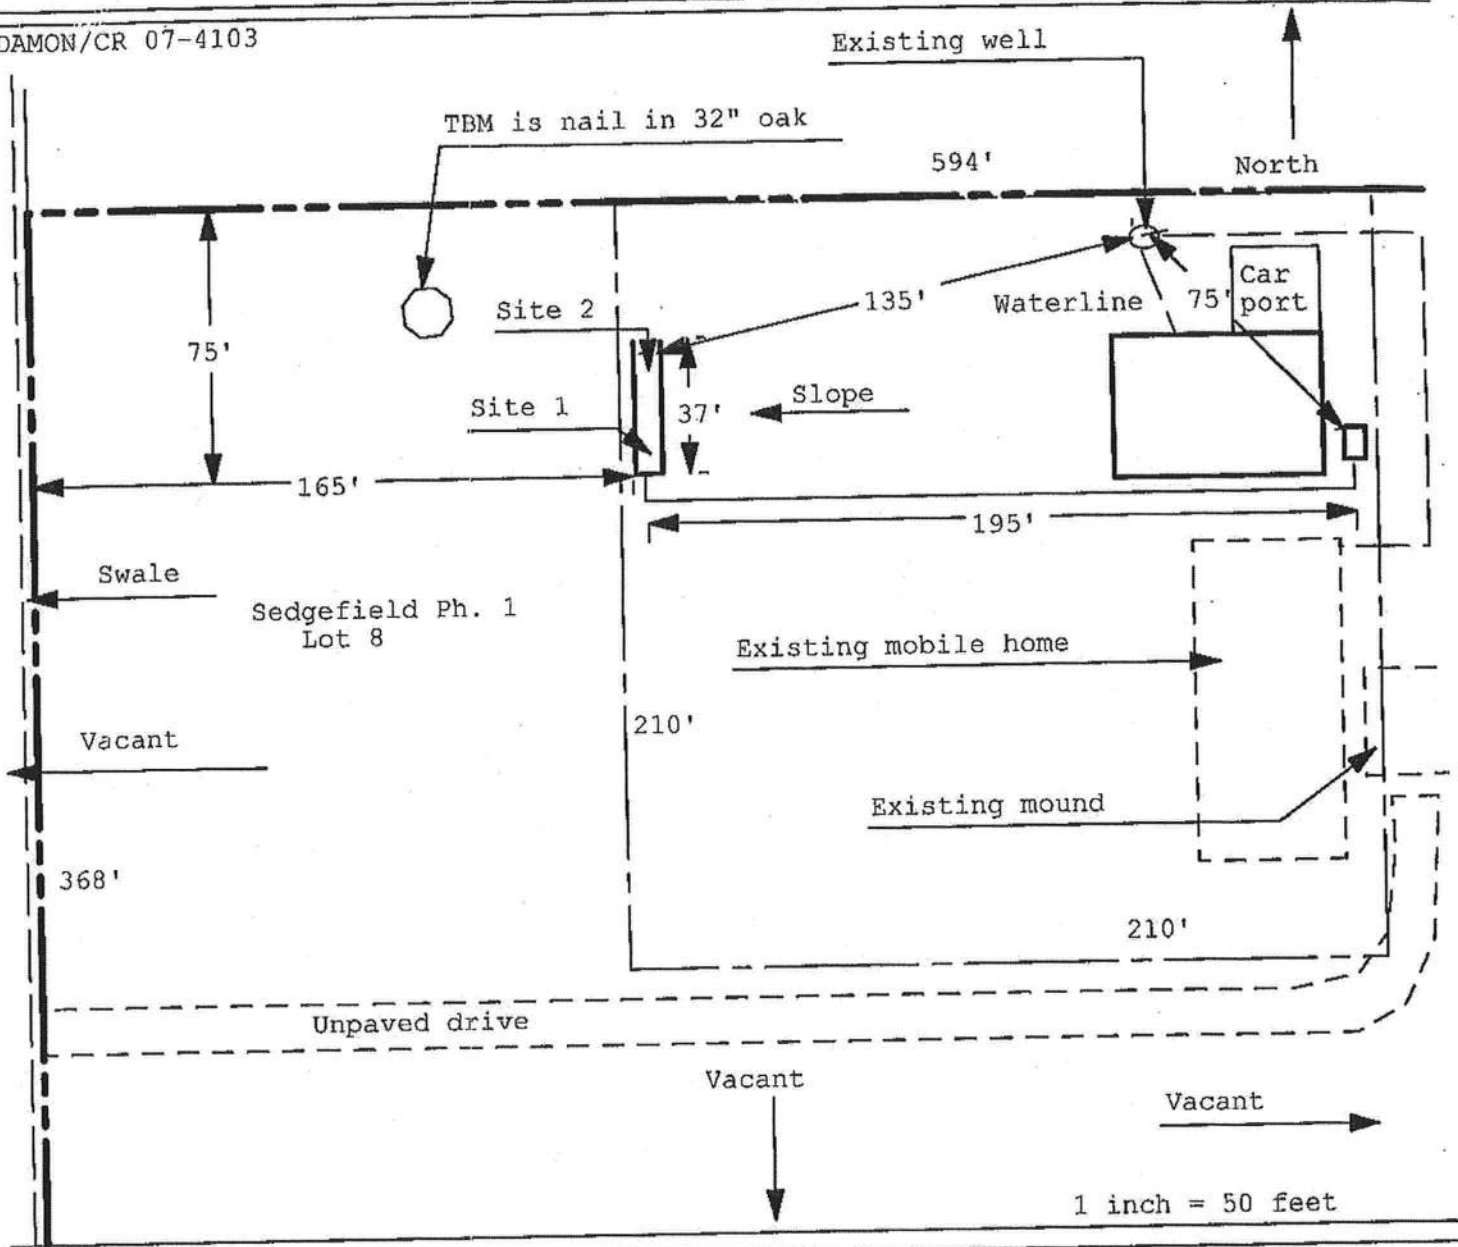 DAMON/CR 07-4103
Existing well
TBM is nail in 32" oak
594'
North
Car
port
135'
Waterline
75'
Site 2
75'
Slope
37'
Site 1
165'
195'
Swale
Sedgefield Ph. 1
Lot 8
Existing mobile home
210'
Vacant
Existing mound
368'
210'
Unpaved drive
Vacant
Vacant
1 inch = 50 feet